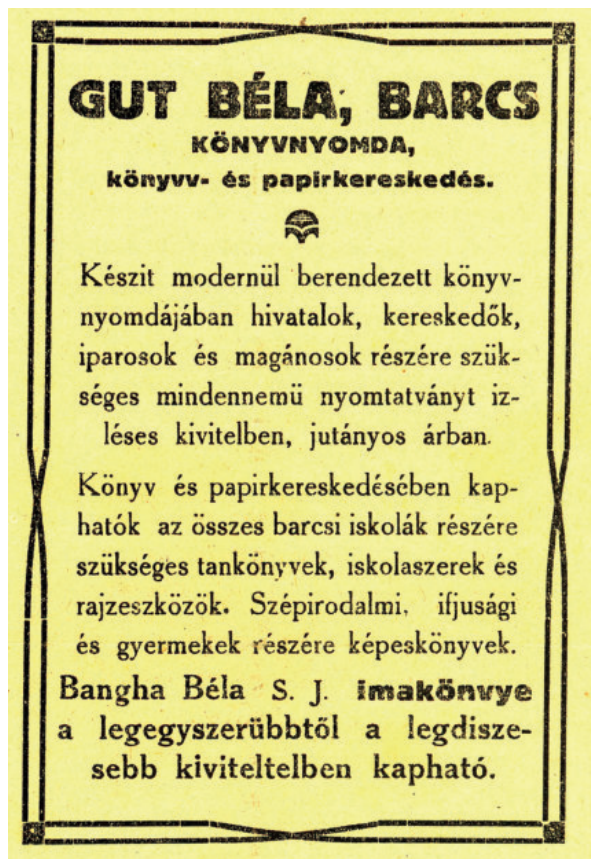 GUT BÉLA, BARCS
KÖNYVNYOMDA,
könyvv- és papirkereskedés.
Készit modernül berendezett könyv-
nyomdájában hivatalok, kereskedők,
iparosok és magánosok részére szük-
séges mindennemü nyomtatványt iz-
léses kivitelben, jutányos árban.
Könyv és papirkereskedésében kap-
hatók az összes barcsi iskolák részére
szükséges tankönyvek, iskolaszerek és
rajzeszközök. Szépirodalmi, ifjusági
és gyermekek részére képeskönyvek.
Bangha Béla S. J. imakönvye
a legegyszerübbtől a legdisze-
sebb kiviteltelben kapható.